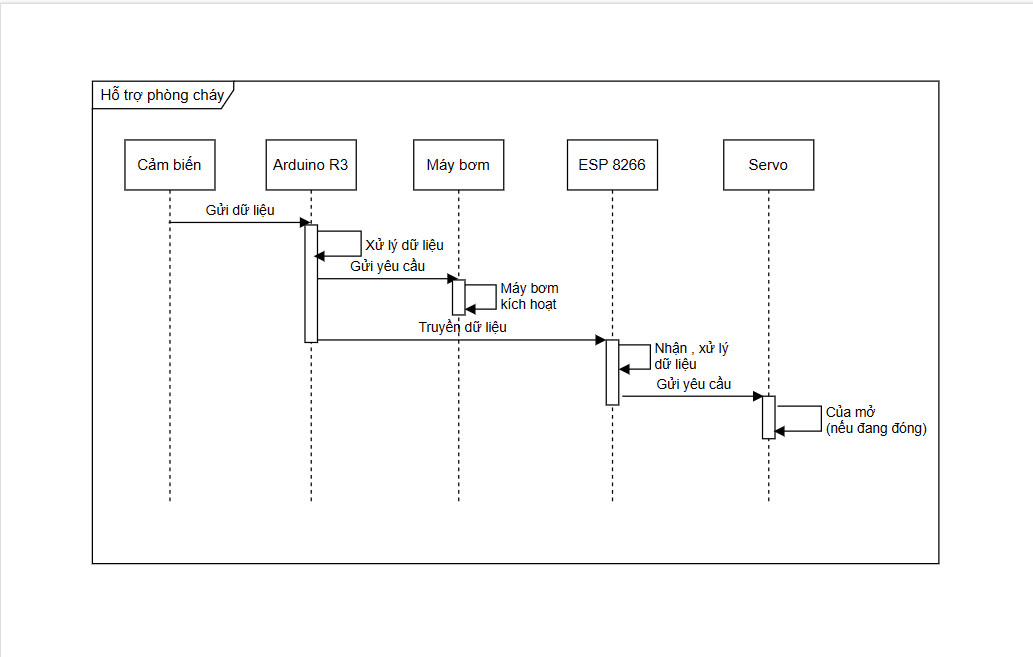 Hỗ trợ phòng cháy
Cảm biến
Arduino R3
Máy bơm
ESP 8266
Servo
Gửi dữ liệu
Xử lý dữ liệu
Gửi yêu cầu
Máy bơm
kích hoạt
Truyền dữ liệu
Nhận , xử lý
dữ liệu
Gửi yêu cầu
Của mở
(nếu đang đóng)